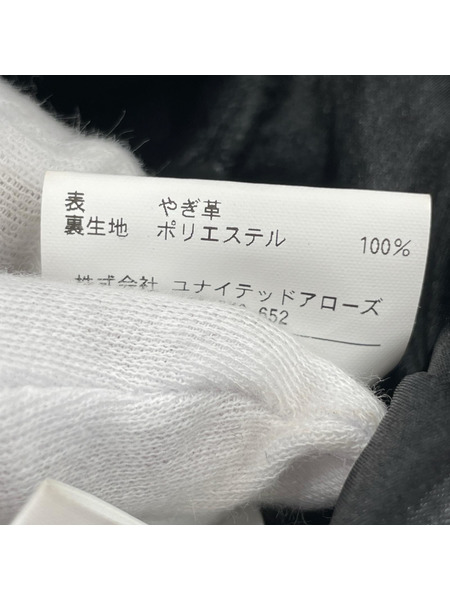 表 やぎ革
裏生地 ポリエステル 100%
株式会社 ユナイテッドアローズ
652